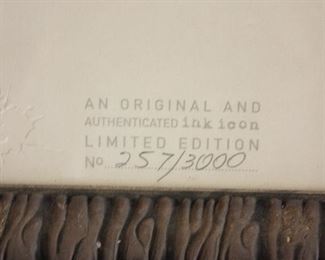 AN ORIGINAL AND
AUTHENTICATED ink icon
LIMITED EDITION
No 257/3000